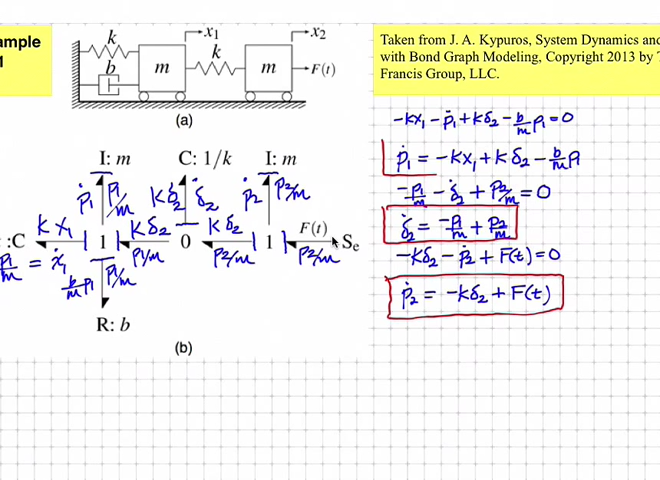 ample
1
k
x₁
k
x₂
b
m
m
F(t)
(a)
Taken from J. A. Kypuros, System Dynamics and
with Bond Graph Modeling, Copyright 2013 by T
Francis Group, LLC.
-kx₁ - ṗ₁ + kδ₂ - b/m p₁ = 0
ṗ₁ = -kx₁ + kδ₂ - b/m p₁
-p₁/m - δ̇₂ + p₂/m = 0
δ̇₂ = -p₁/m + p₂/m
-kδ₂ - ṗ₂ + F(t) = 0
ṗ₂ = -kδ₂ + F(t)
I: m
C: 1/k
I: m
ṗ₁ p₁/m
kδ₂ δ̇₂
ṗ₂ p₂/m
kx₁
kδ₂
kδ₂
F(t)
:C
1
0
1
Sₑ
p₁/m = ẋ₁
p₁/m
p₂/m
p₂/m
b/m p₁
p₁/m
R: b
(b)